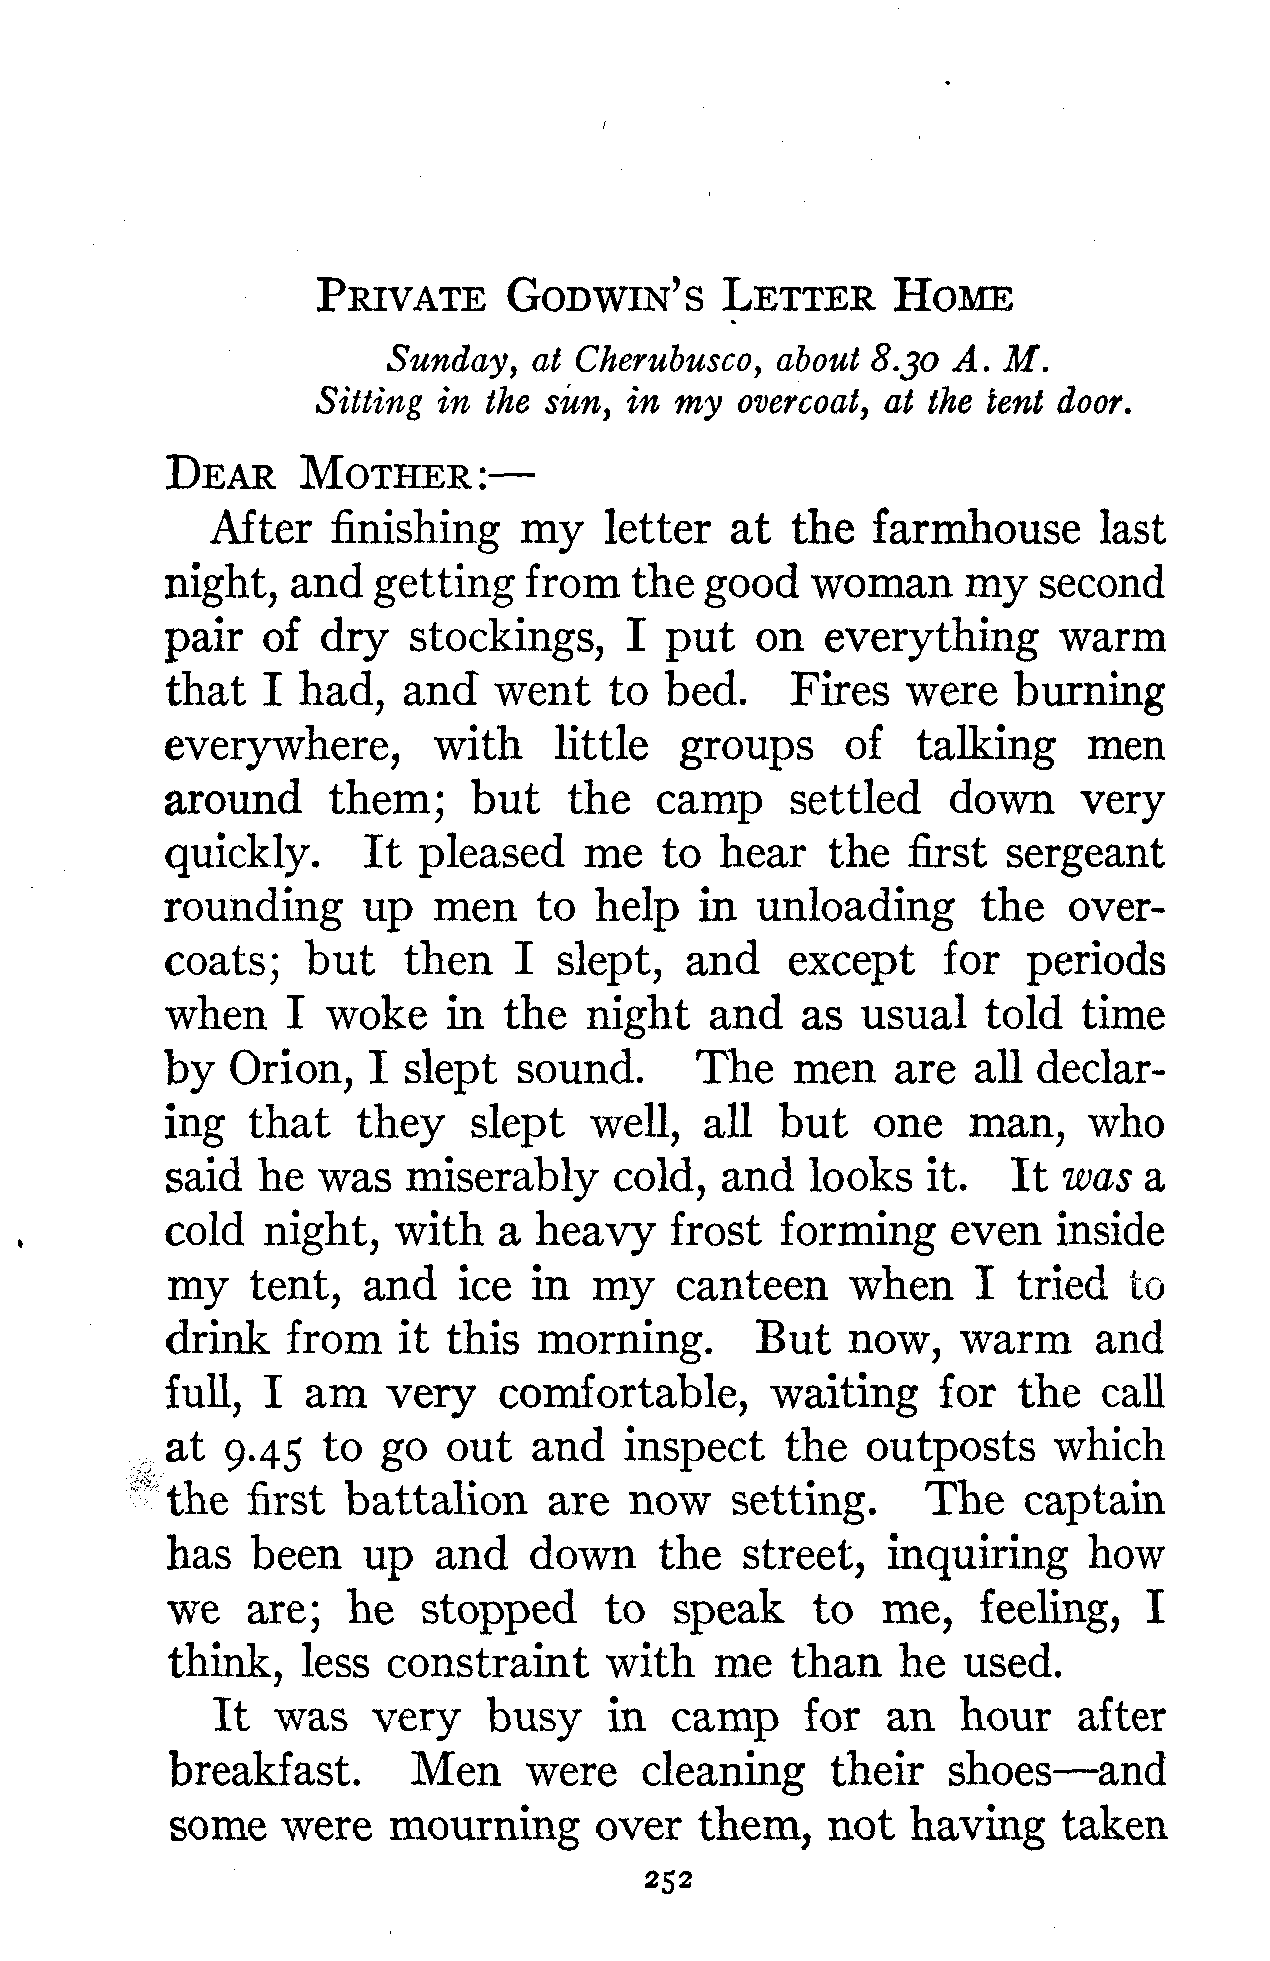 PRIVATE GODWIN'S LETTER HOME
Sunday, at Cherubusco, about 8.30 A. M.
Sitting in the sun, in my overcoat, at the tent door.
DEAR MOTHER:—
After finishing my letter at the farmhouse last
night, and getting from the good woman my second
pair of dry stockings, I put on everything warm
that I had, and went to bed. Fires were burning
everywhere, with little groups of talking men
around them; but the camp settled down very
quickly. It pleased me to hear the first sergeant
rounding up men to help in unloading the over-
coats; but then I slept, and except for periods
when I woke in the night and as usual told time
by Orion, I slept sound. The men are all declar-
ing that they slept well, all but one man, who
said he was miserably cold, and looks it. It was a
cold night, with a heavy frost forming even inside
my tent, and ice in my canteen when I tried to
drink from it this morning. But now, warm and
full, I am very comfortable, waiting for the call
at 9.45 to go out and inspect the outposts which
the first battalion are now setting. The captain
has been up and down the street, inquiring how
we are; he stopped to speak to me, feeling, I
think, less constraint with me than he used.
It was very busy in camp for an hour after
breakfast. Men were cleaning their shoes—and
some were mourning over them, not having taken
252